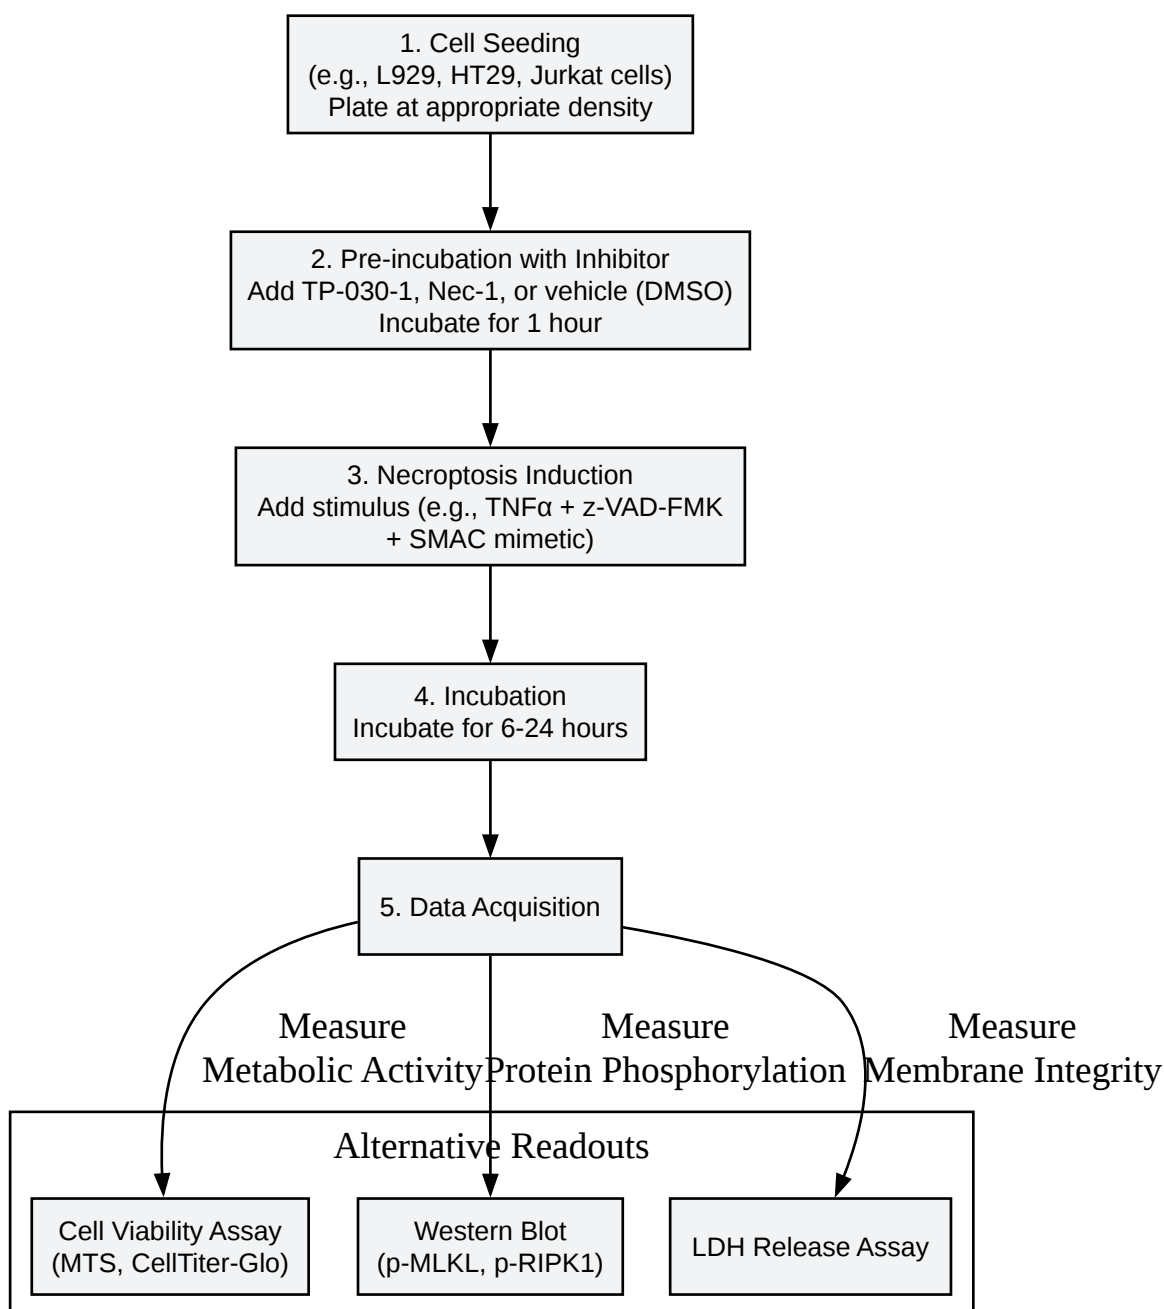 1. Cell Seeding
(e.g., L929, HT29, Jurkat cells)
Plate at appropriate density
2. Pre-incubation with Inhibitor
Add TP-030-1, Nec-1, or vehicle (DMSO)
Incubate for 1 hour
3. Necroptosis Induction
Add stimulus (e.g., TNFα + z-VAD-FMK
+ SMAC mimetic)
4. Incubation
Incubate for 6-24 hours
5. Data Acquisition
Measure
Metabolic Activity
Measure
Protein Phosphorylation
Measure
Membrane Integrity
Alternative Readouts
Cell Viability Assay
(MTS, CellTiter-Glo)
Western Blot
(p-MLKL, p-RIPK1)
LDH Release Assay